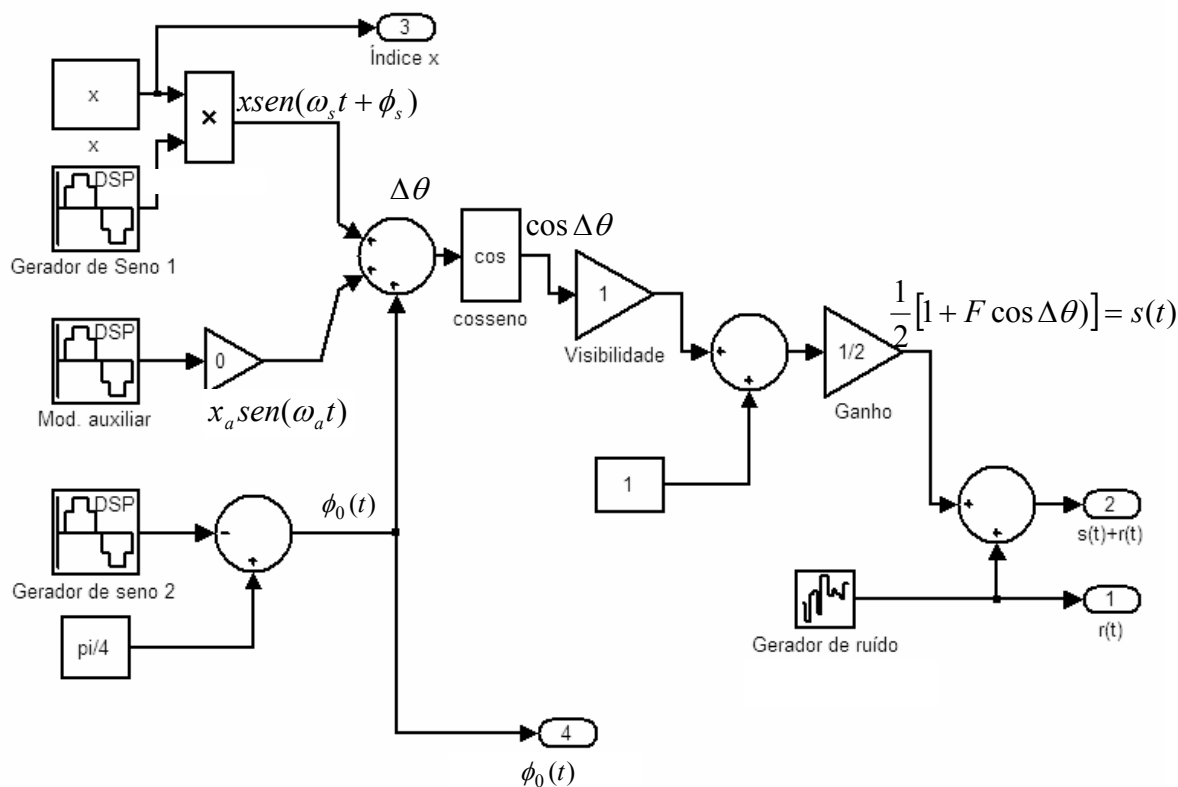 3
Índice x
x
x
×
xsen(ω_s t + ϕ_s)
DSP
Gerador de Seno 1
Δθ
+
+
+
cos
cosseno
cos Δθ
1
Visibilidade
DSP
Mod. auxiliar
0
x_a sen(ω_a t)
+
+
1
1/2
Ganho
1/2[1 + F cos Δθ)] = s(t)
DSP
Gerador de seno 2
-
+
pi/4
ϕ_0(t)
+
+
2
s(t)+r(t)
Gerador de ruído
1
r(t)
4
ϕ_0(t)